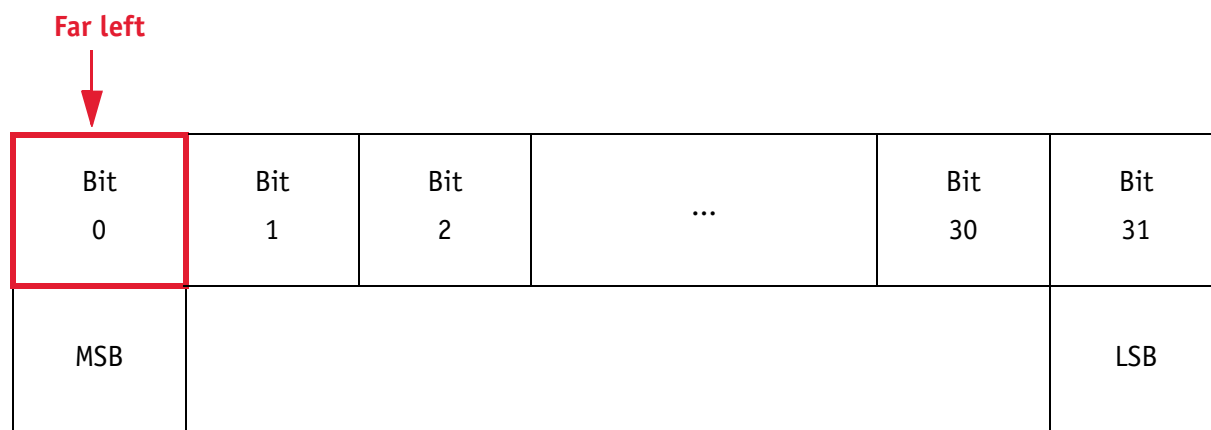 Far left
Bit Bit Bit ... Bit Bit
0 1 2 30 31
MSB LSB